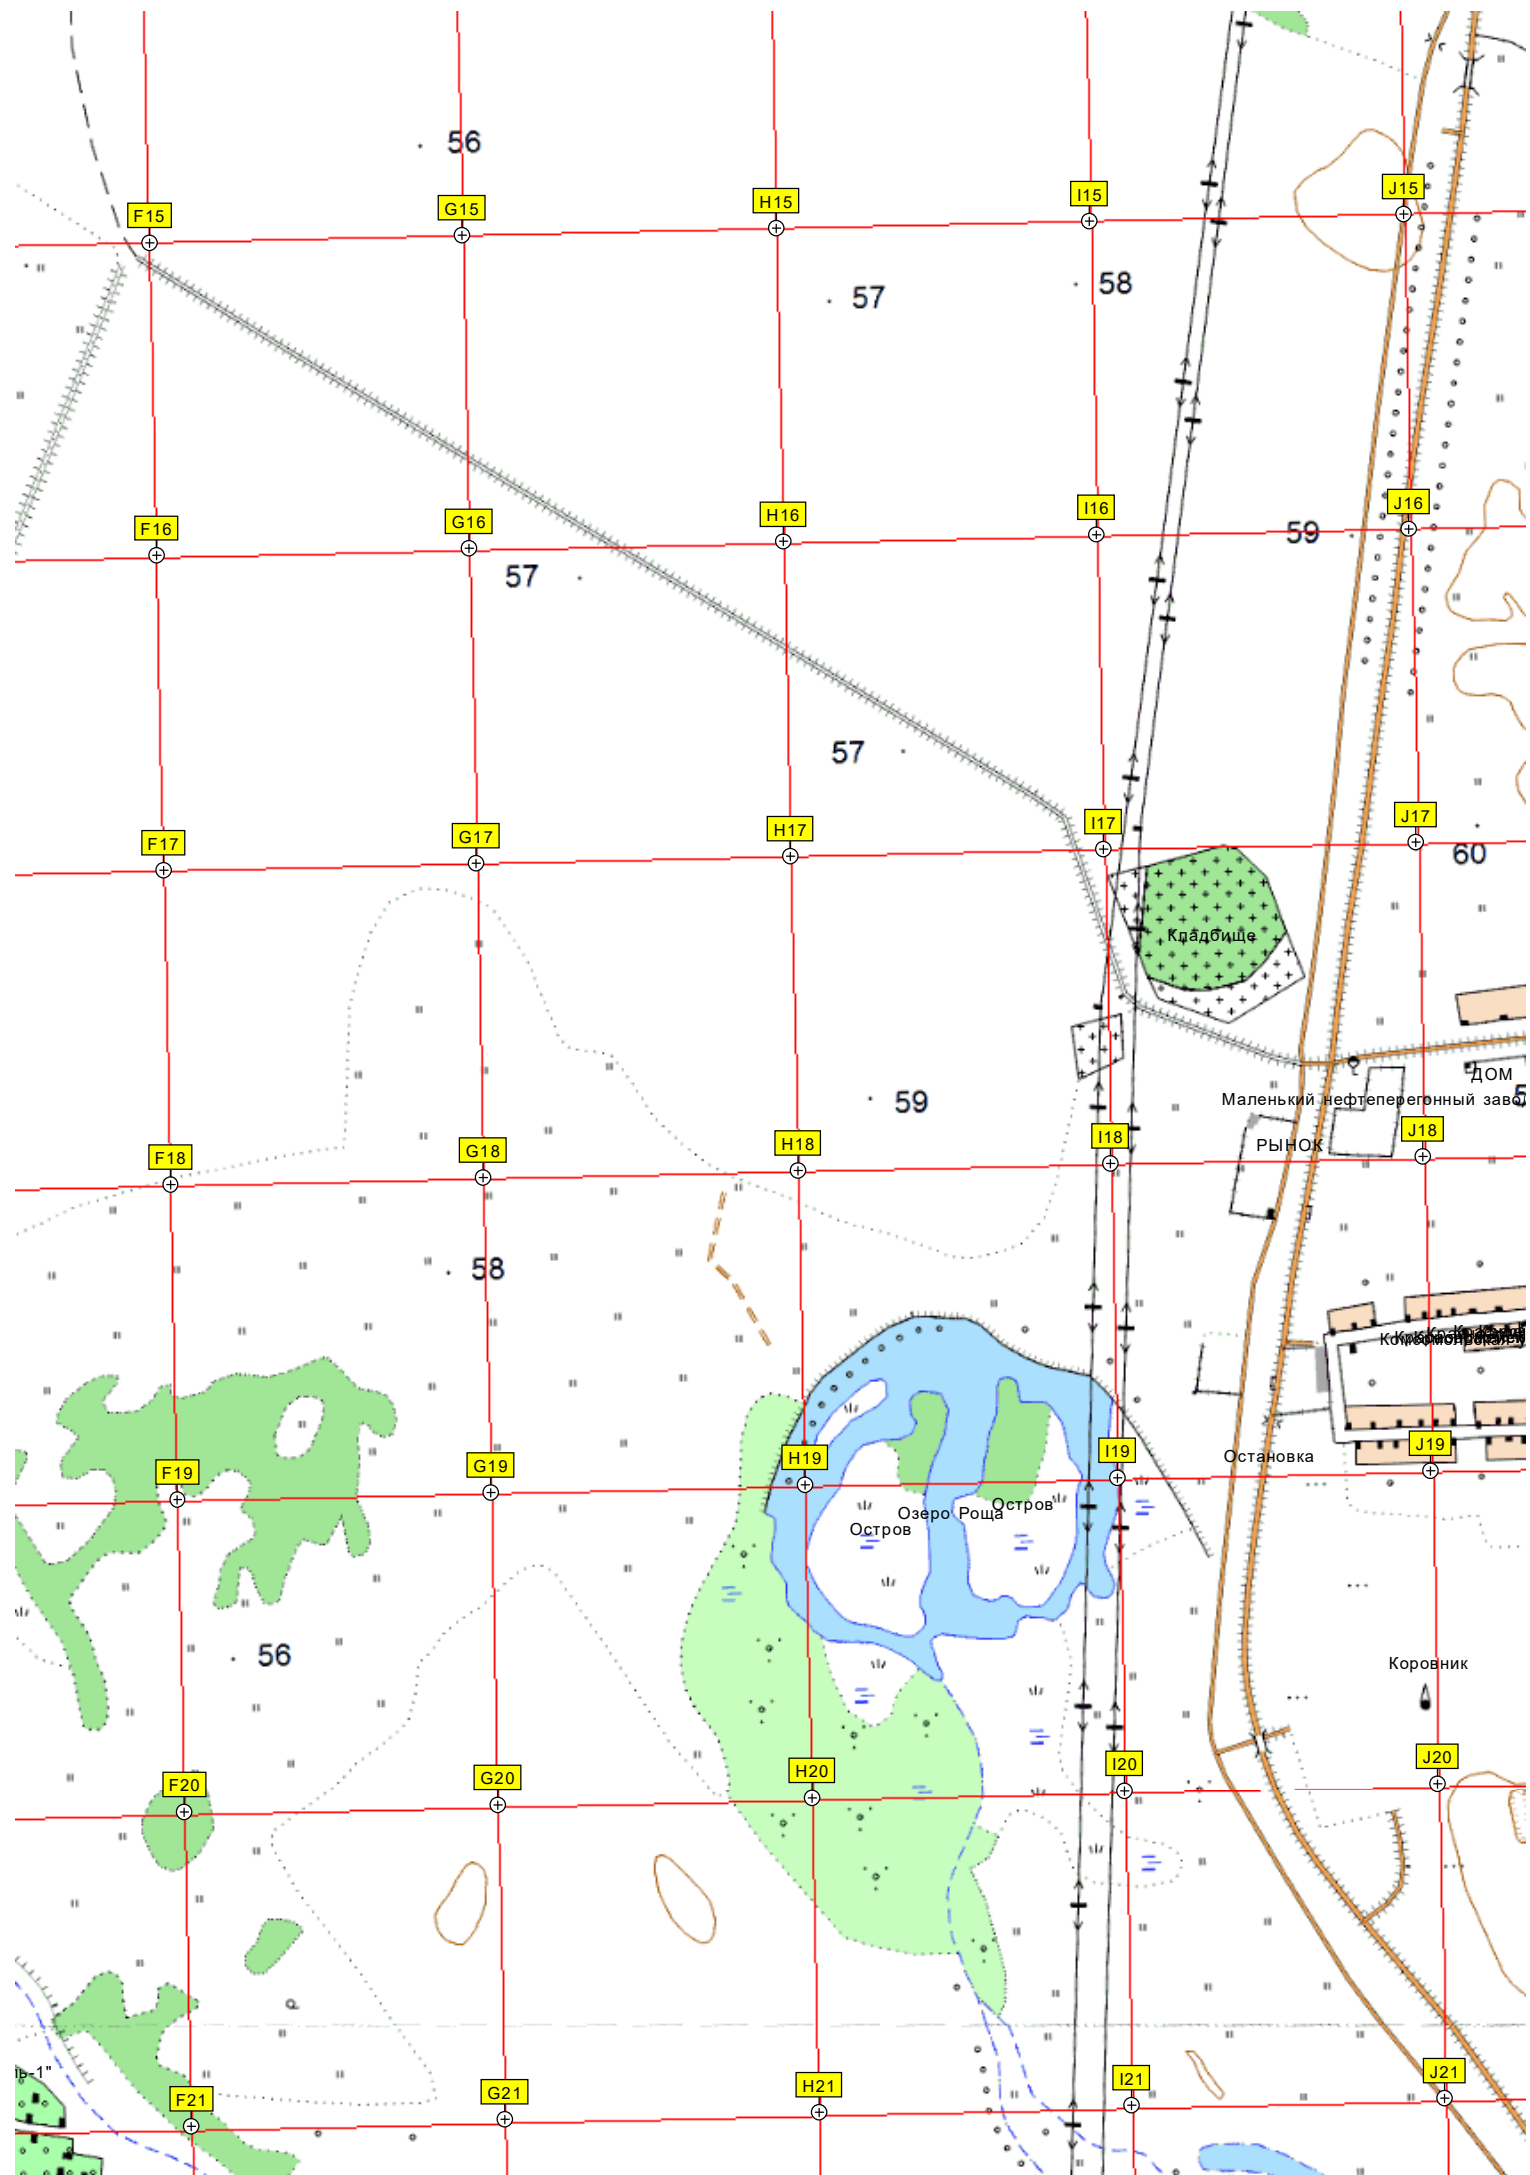 56
F15
G15
H15
I15
J15
57
58
F16
G16
H16
I16
J16
59
57
57
F17
G17
H17
I17
J17
60
Кладбище
59
ДОМ
Маленький нефтеперегонный
F18
G18
H18
I18
J18
РЫНОК
58
F19
G19
H19
I19
J19
Остановка
Остров
Озеро Роща
Остров
56
Коровник
F20
G20
H20
I20
J20
F21
G21
H21
I21
J21